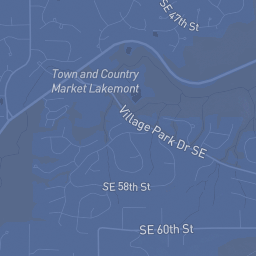 SE 47th St
Town and Country
Market Lakemont
Village Park Dr SE
SE 58th St
SE 60th St